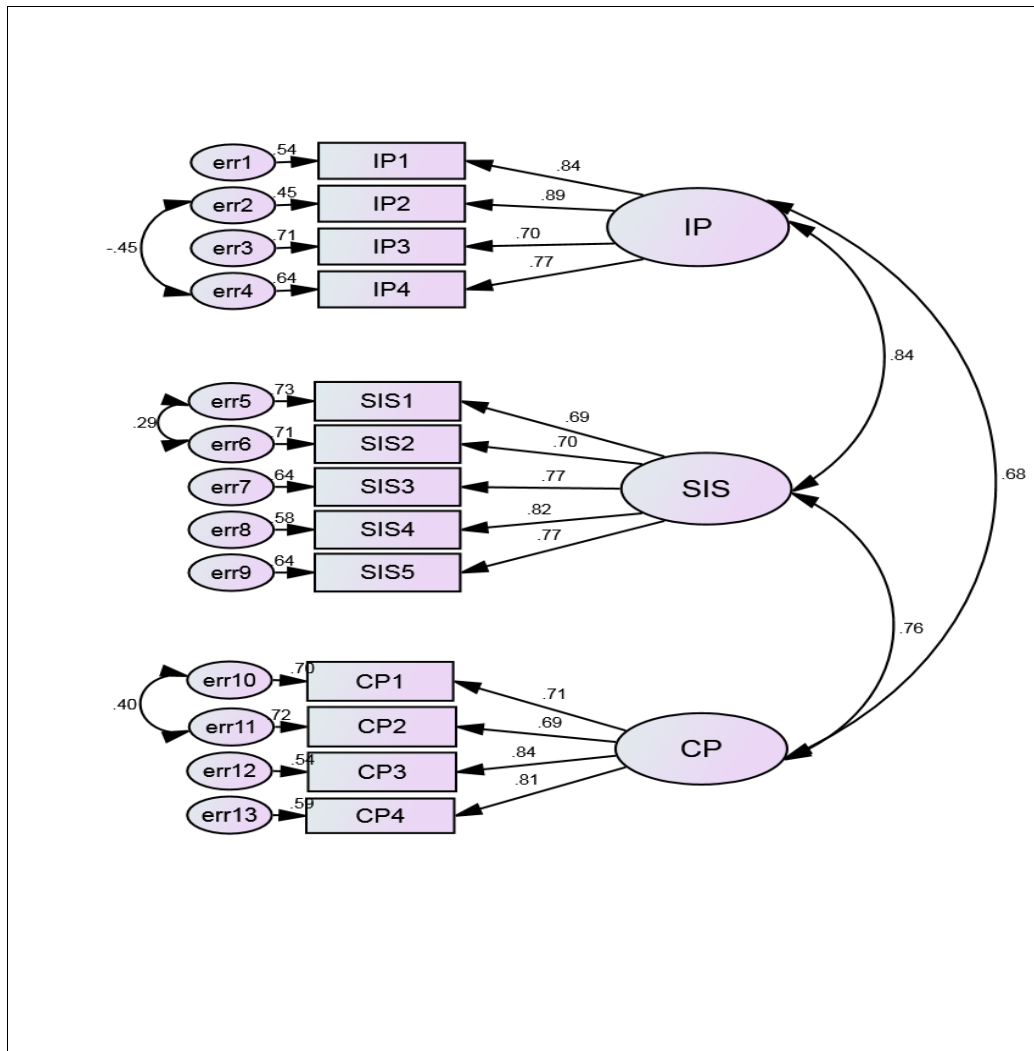 err1 .54 IP1 .84
err2 .45 IP2 .89
err3 .71 IP3 .70
err4 .64 IP4 .77
-.45
IP
.84
.68
err5 .73 SIS1 .69
err6 .71 SIS2 .70
err7 .64 SIS3 .77
err8 .58 SIS4 .82
err9 .64 SIS5 .77
.29
SIS
.76
err10 .70 CP1 .71
err11 .72 CP2 .69
err12 .54 CP3 .84
err13 .59 CP4 .81
.40
CP